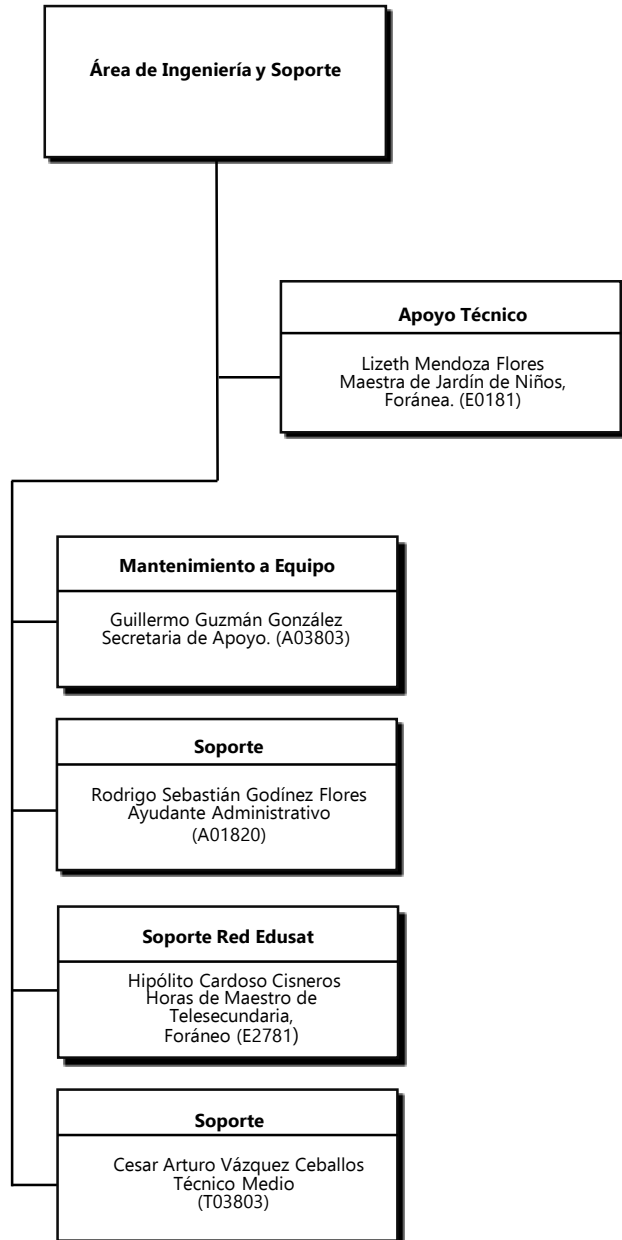 Área de Ingeniería y Soporte
Apoyo Técnico
Lizeth Mendoza Flores
Maestra de Jardín de Niños,
Foránea. (E0181)
Mantenimiento a Equipo
Guillermo Guzmán González
Secretaria de Apoyo. (A03803)
Soporte
Rodrigo Sebastián Godínez Flores
Ayudante Administrativo
(A01820)
Soporte Red Edusat
Hipólito Cardoso Cisneros
Horas de Maestro de
Telesecundaria,
Foráneo (E2781)
Soporte
Cesar Arturo Vázquez Ceballos
Técnico Medio
(T03803)